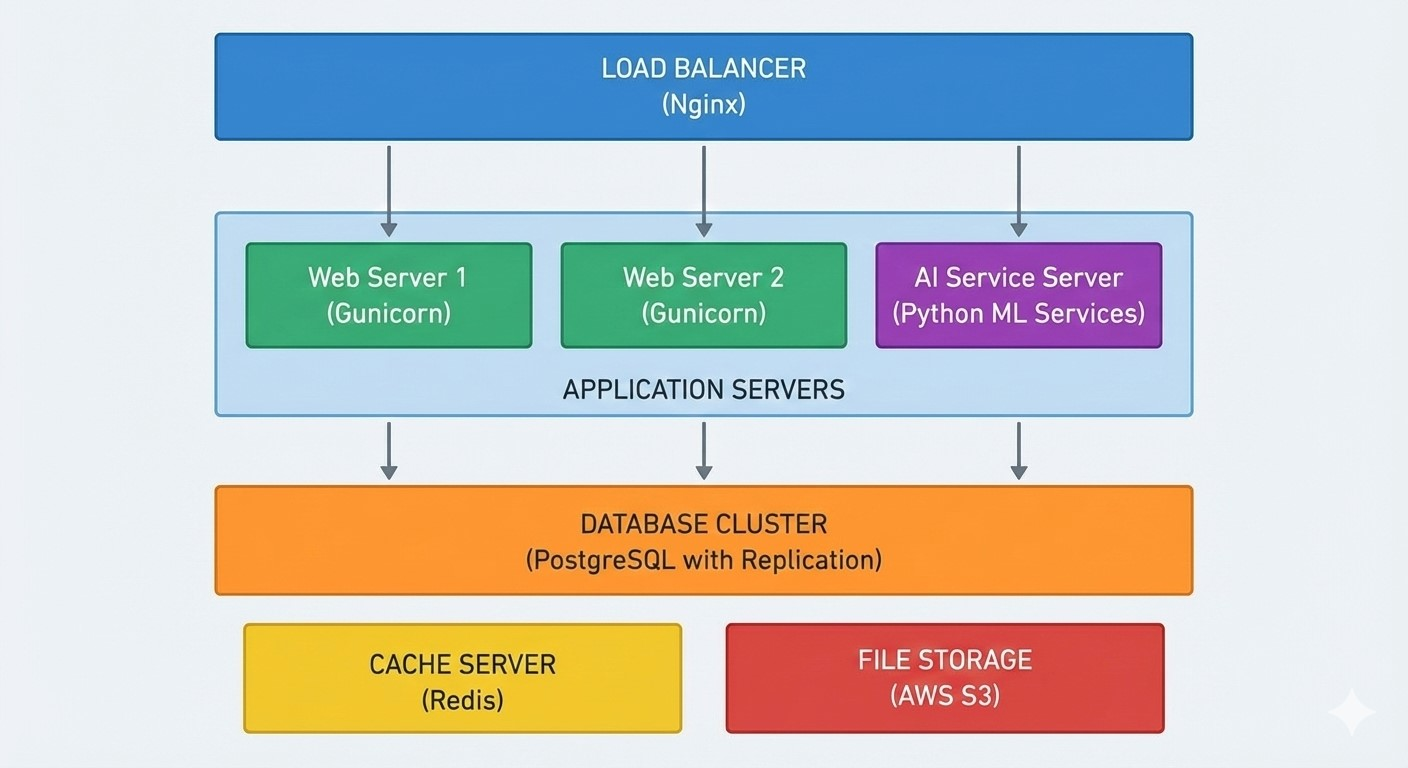 LOAD BALANCER
(Nginx)
Web Server 1
(Gunicorn)
Web Server 2
(Gunicorn)
AI Service Server
(Python ML Services)
APPLICATION SERVERS
DATABASE CLUSTER
(PostgreSQL with Replication)
CACHE SERVER
(Redis)
FILE STORAGE
(AWS S3)